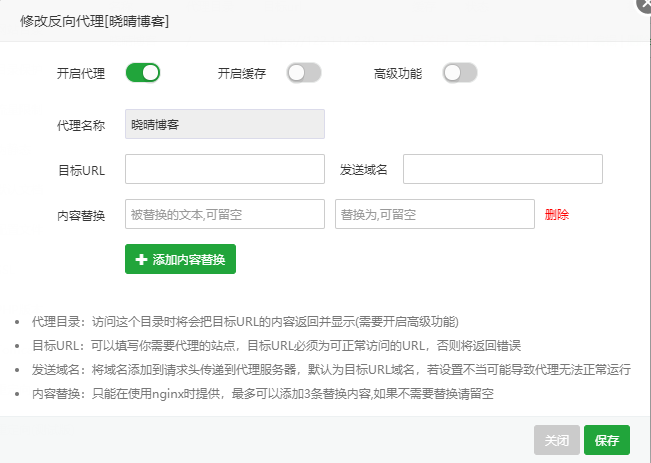 修改反向代理[晓晴博客]
开启代理 开启缓存 高级功能
代理名称 晓晴博客
目标URL 发送域名
内容替换 被替换的文本,可留空 替换为,可留空 删除
添加内容替换
代理目录：访问这个目录时将会把目标URL的内容返回并显示(需要开启高级功能)
目标URL：可以填写你需要代理的站点，目标URL必须为可正常访问的URL，否则将返回错误
发送域名：将域名添加到请求头传递到代理服务器，默认为目标URL域名，若设置不当可能导致代理无法正常运行
内容替换：只能在使用nginx时提供，最多可以添加3条替换内容,如果不需要替换请留空
关闭 保存